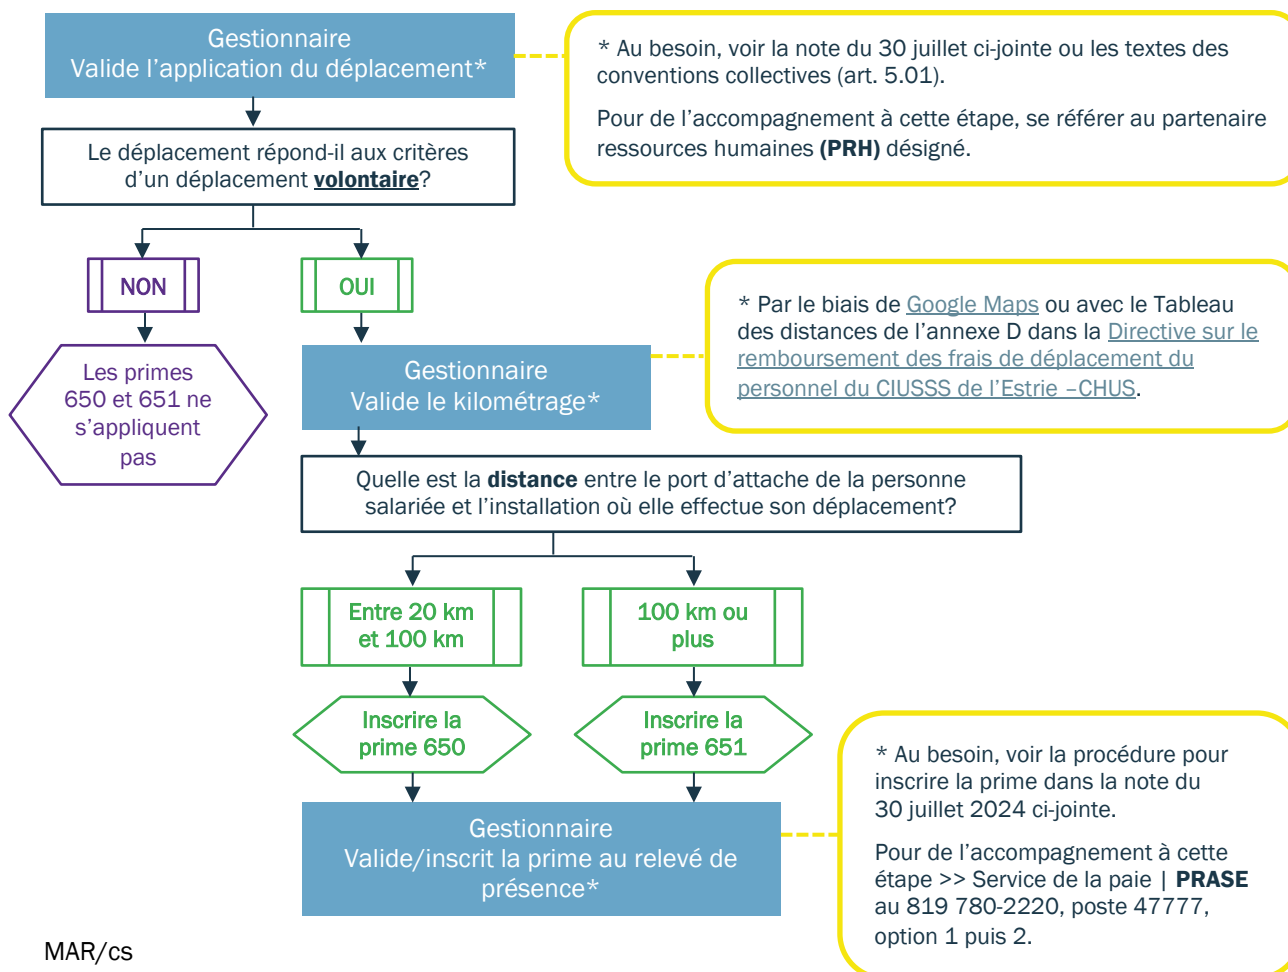 Gestionnaire
Valide l'application du déplacement*
* Au besoin, voir la note du 30 juillet ci-jointe ou les textes des
conventions collectives (art. 5.01).
Pour de l'accompagnement à cette étape, se référer au partenaire
ressources humaines (PRH) désigné.
Le déplacement répond-il aux critères
d'un déplacement volontaire?
NON
OUI
Les primes
650 et 651 ne
s'appliquent
pas
Gestionnaire
Valide le kilométrage*
* Par le biais de Google Maps ou avec le Tableau
des distances de l'annexe D dans la Directive sur le
remboursement des frais de déplacement du
personnel du CIUSSS de l'Estrie –CHUS.
Quelle est la distance entre le port d'attache de la personne
salariée et l'installation où elle effectue son déplacement?
Entre 20 km
et 100 km
100 km ou
plus
Inscrire la
prime 650
Inscrire la
prime 651
Gestionnaire
Valide/inscrit la prime au relevé de
présence*
* Au besoin, voir la procédure pour
inscrire la prime dans la note du
30 juillet 2024 ci-jointe.
Pour de l'accompagnement à cette
étape >> Service de la paie | PRASE
au 819 780-2220, poste 47777,
option 1 puis 2.
MAR/cs